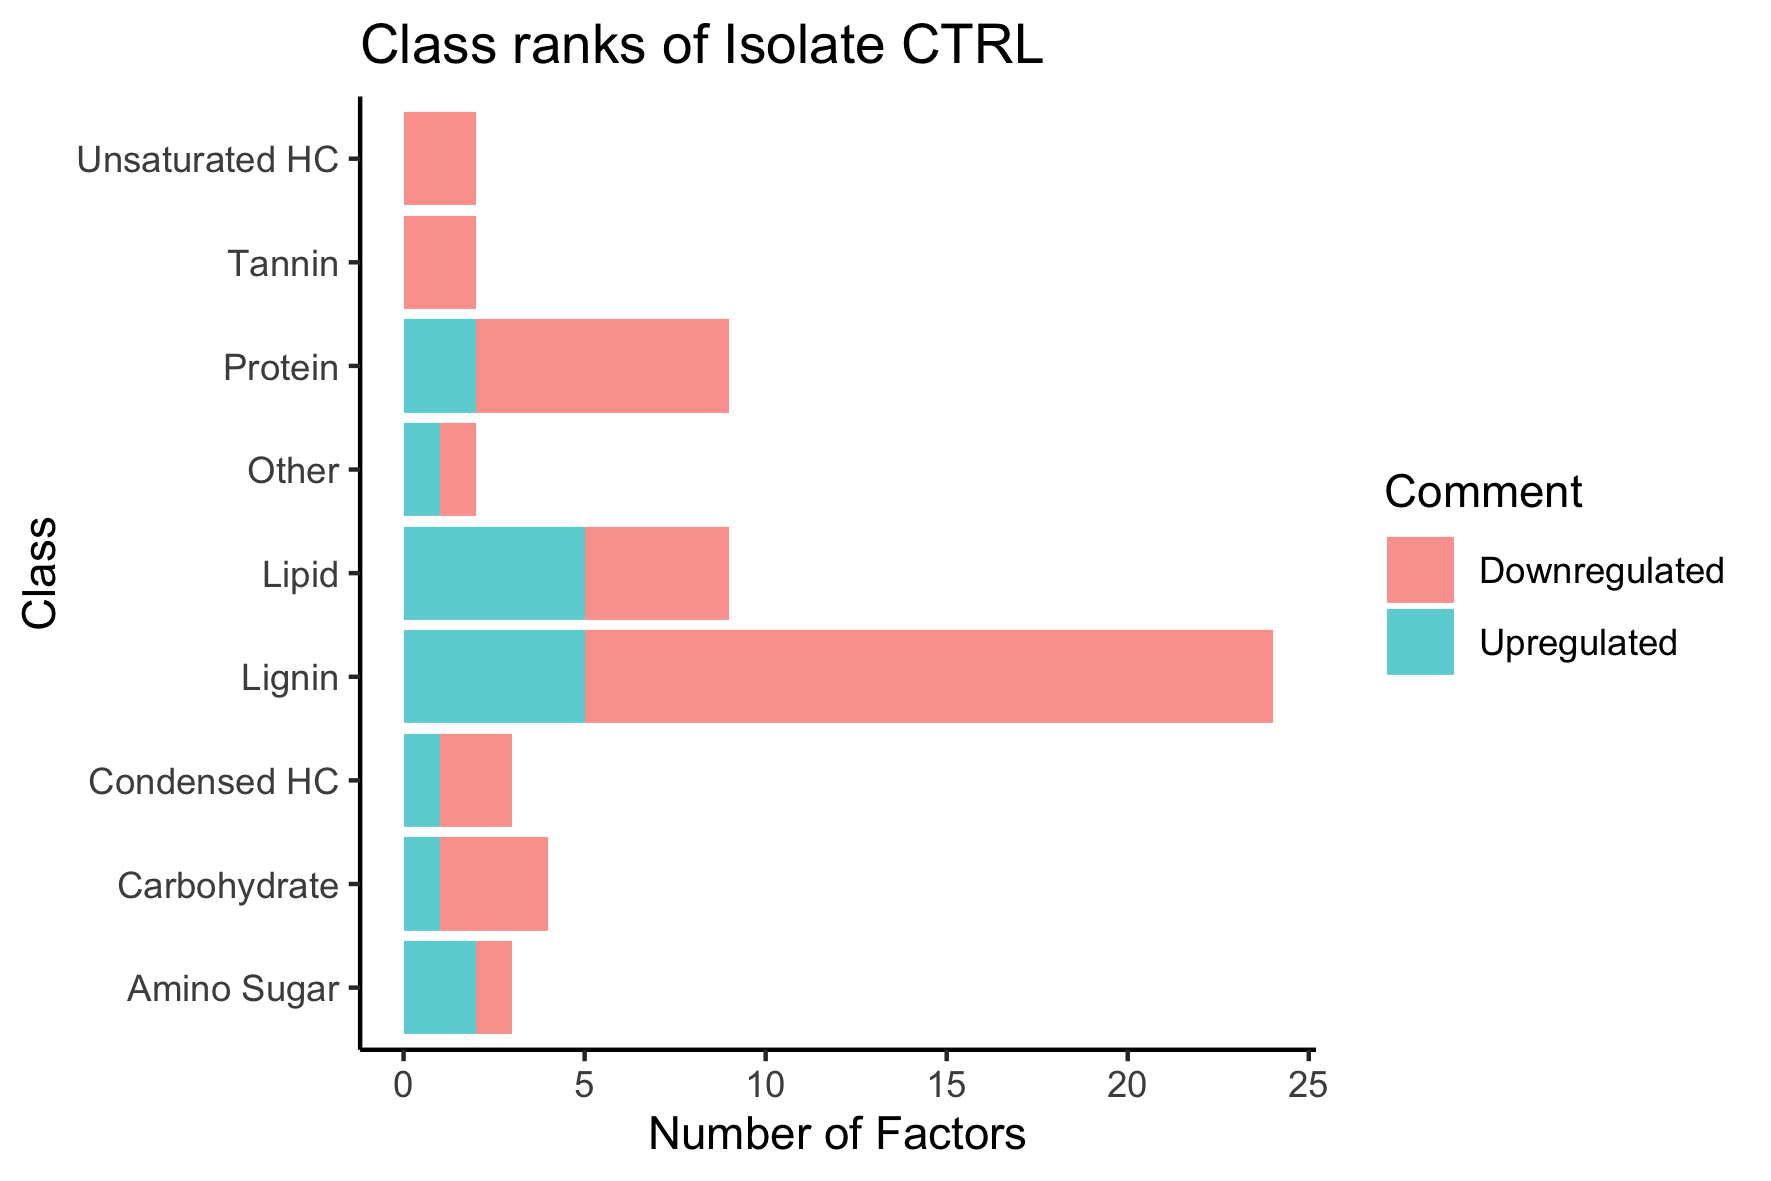 Class ranks of Isolate CTRL
Unsaturated HC
Tannin
Protein
Other
Lipid
Lignin
Condensed HC
Carbohydrate
Amino Sugar
Class
0 5 10 15 20 25
Number of Factors
Comment
Downregulated
Upregulated